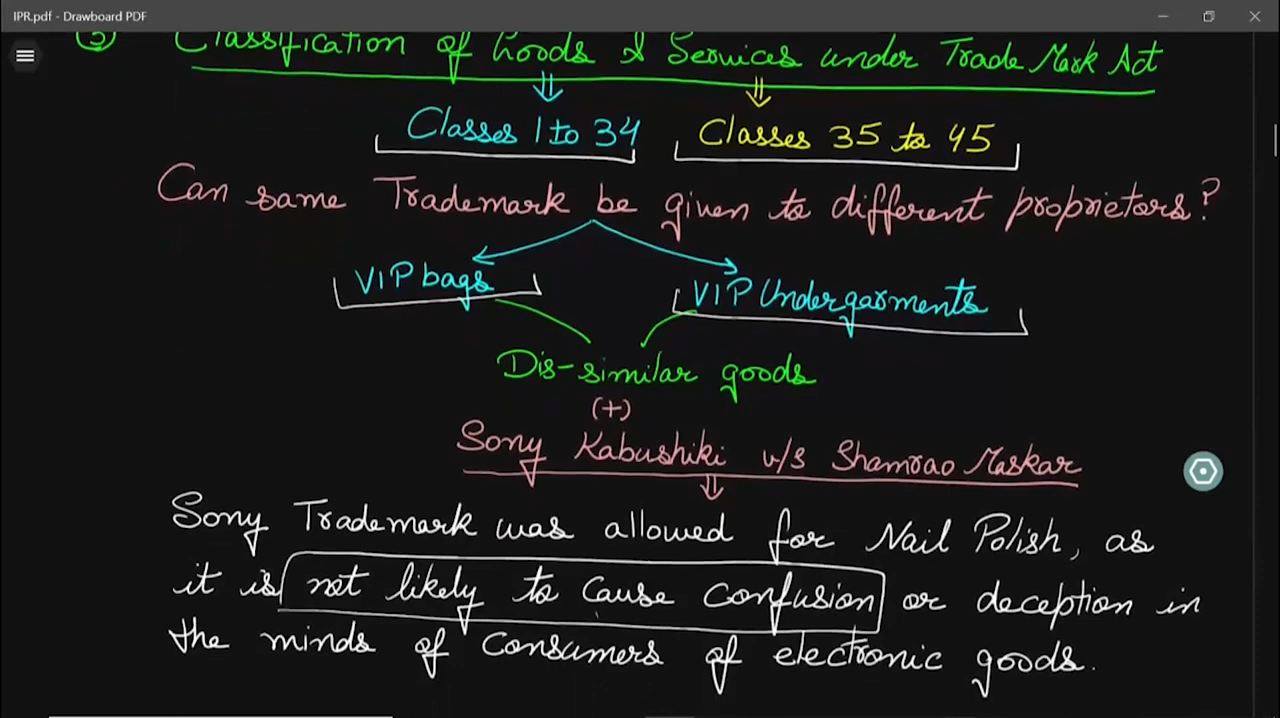 IPR.pdf - Drawboard PDF
(3) Classification of Goods & Services under Trade Mark Act
Classes 1 to 34 Classes 35 to 45
Can same Trademark be given to different proprietors?
VIP bags VIP Undergarments
Dis-similar goods
(+)
Sony Kabushiki v/s Shamrao Maskar
Sony Trademark was allowed for Nail Polish, as
it is not likely to cause confusion or deception in
the minds of consumers of electronic goods.